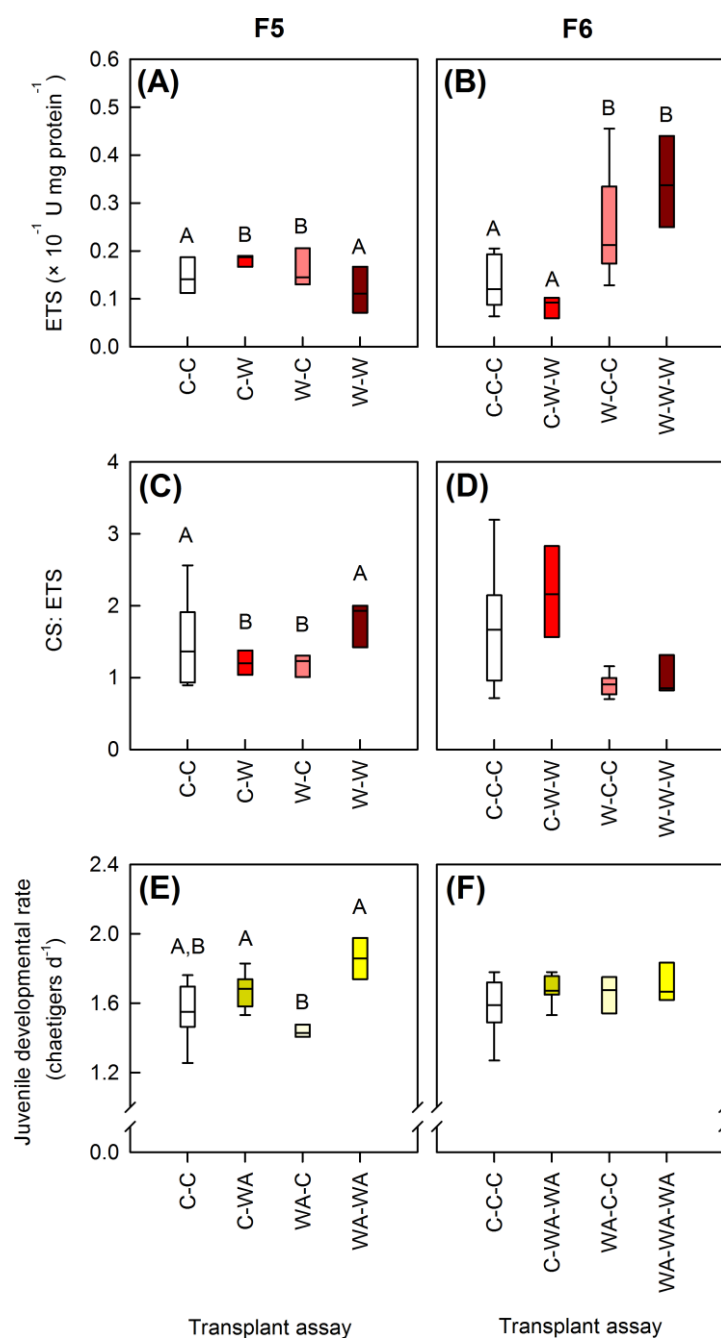 F5 F6
(A) (B)
ETS (× 10⁻¹ U mg protein⁻¹)
0.6
0.5
0.4
0.3
0.2
0.1
0.0
A B B A
A A B B
C-C C-W W-C W-W
C-C-C C-W-W W-C-C W-W-W
(C) (D)
CS: ETS
4
3
2
1
0
A B B A
C-C C-W W-C W-W
C-C-C C-W-W W-C-C W-W-W
(E) (F)
Juvenile developmental rate
(chaetigers d⁻¹)
2.4
2.0
1.6
1.2
0.0
A,B A B A
C-C C-WA WA-C WA-WA
C-C-C C-WA-WA WA-C-C WA-WA-WA
Transplant assay Transplant assay